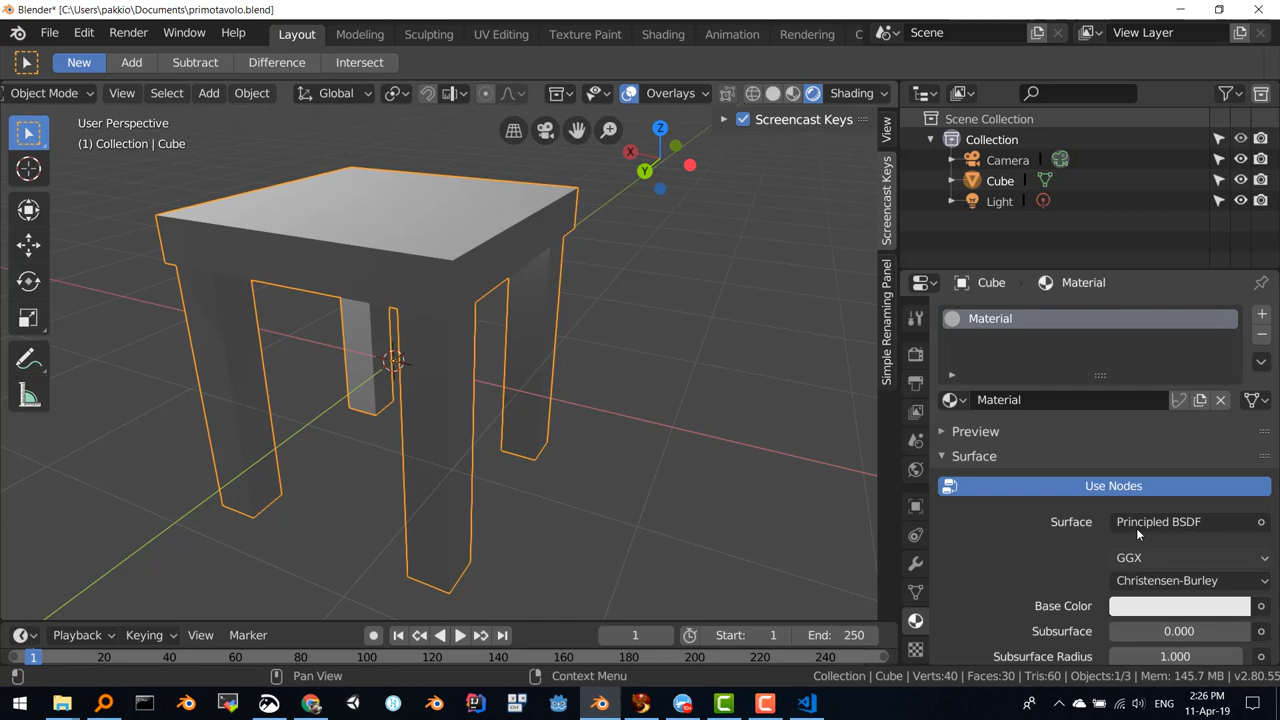 Blender* [C:\Users\pakkio\Documents\primotavolo.blend]
File Edit Render Window Help Layout Modeling Sculpting UV Editing Texture Paint Shading Animation Rendering C Scene View Layer
New Add Subtract Difference Intersect
Object Mode View Select Add Object Global Overlays Shading
User Perspective
(1) Collection | Cube
Screencast Keys
X
Y
Z
View
Screencast Keys
Simple Renaming Panel
Scene Collection
Collection
Camera
Cube
Light
Cube Material
Material
Material
Preview
Surface
Use Nodes
Surface Principled BSDF
GGX
Christensen-Burley
Base Color
Subsurface 0.000
Subsurface Radius 1.000
Playback Keying View Marker 1 Start: 1 End: 250
1 20 40 60 80 100 120 140 160 180 200 220 240
Pan View Context Menu Collection | Cube | Verts:40 | Faces:30 | Tris:60 | Objects:1/3 | Mem: 145.7 MB | v2.80.55
ENG 2:26 PM
11-Apr-19